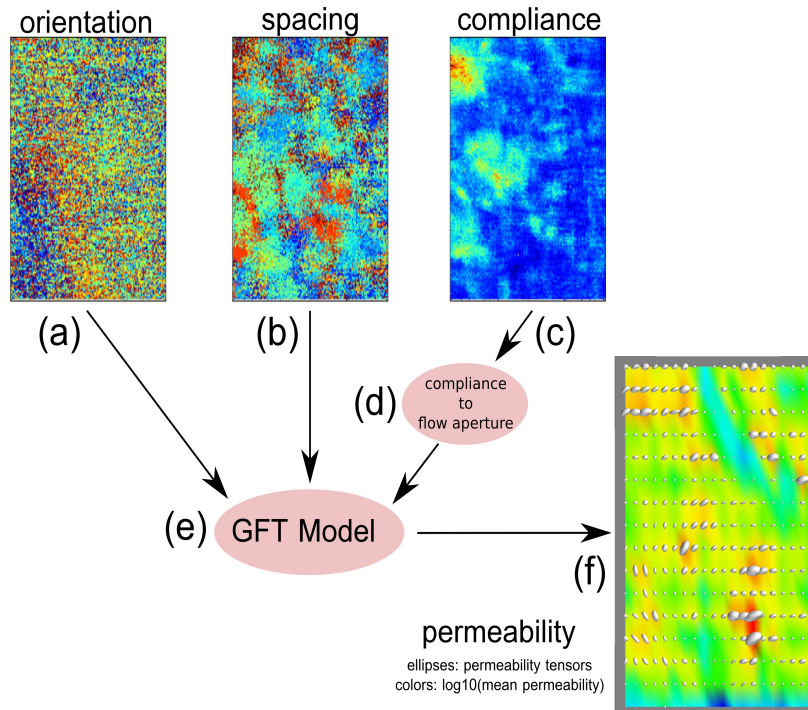 orientation
spacing
compliance
(a)
(b)
(c)
(d)
compliance
to
flow aperture
(e)
GFT Model
(f)
permeability
ellipses: permeability tensors
colors: log10(mean permeability)